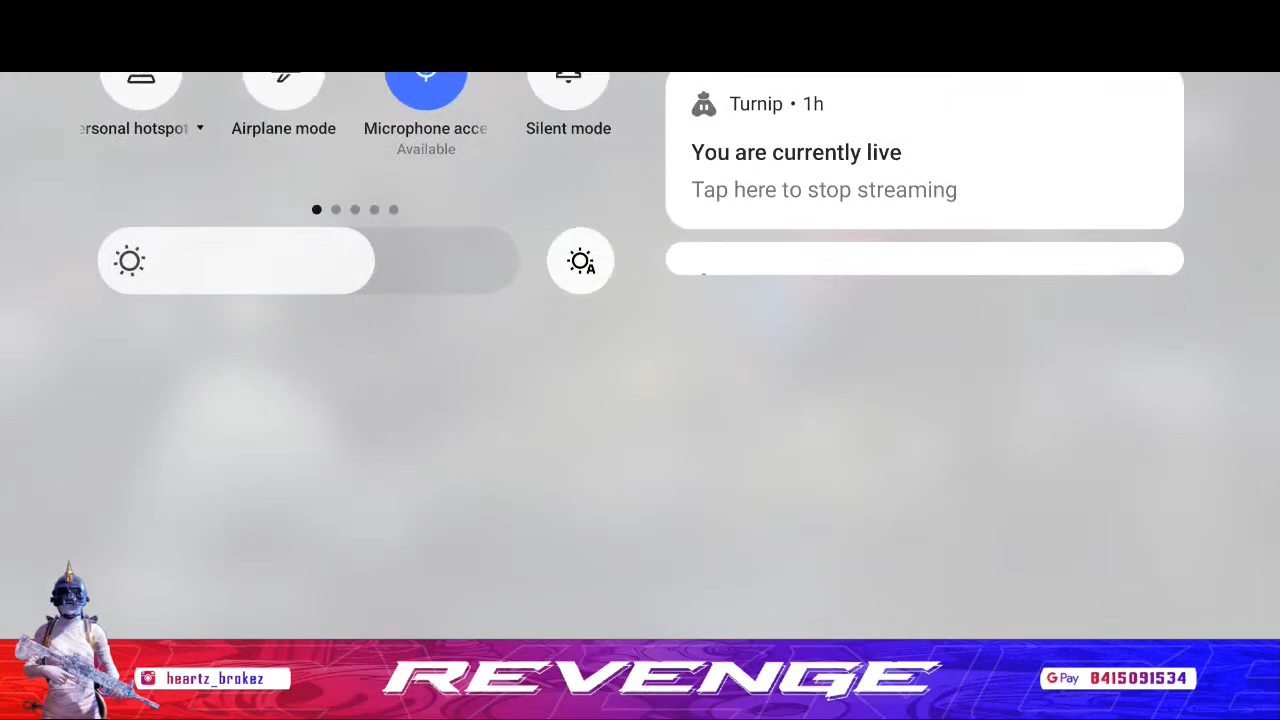 ersonal hotspot
Airplane mode
Microphone acce
Silent mode
Available
Turnip • 1h
You are currently live
Tap here to stop streaming
heartz_brokez
REVENGE
G Pay 8415091534